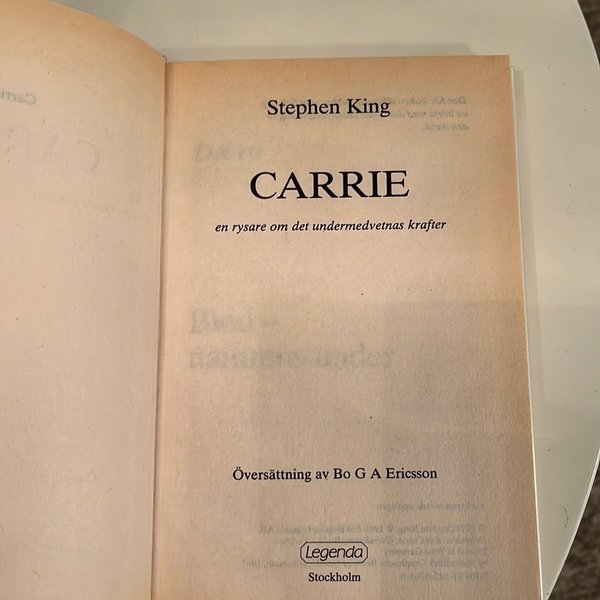 Stephen King
CARRIE
en rysare om det undermedvetnas krafter
Översättning av Bo G A Ericsson
Legenda
Stockholm